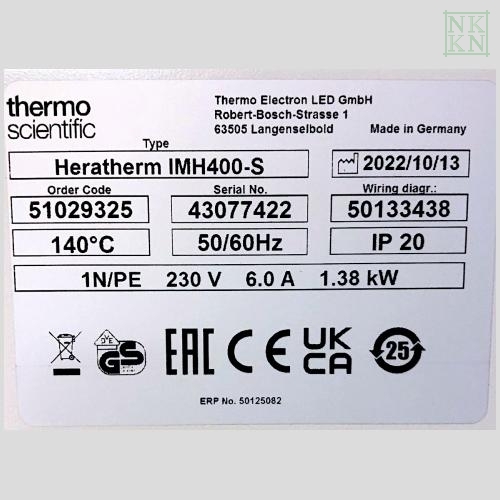 NK
KN
thermo
scientific
Thermo Electron LED GmbH
Robert-Bosch-Strasse 1
63505 Langenselbold
Made in Germany
Type
Heratherm IMH400-S
2022/10/13
Order Code
Serial No.
Wiring diagr.:
51029325
43077422
50133438
140°C
50/60Hz
IP 20
1N/PE 230 V 6.0 A 1.38 kW
VDE
GS
EAC
CE
UK
CA
25
ERP No. 50125082